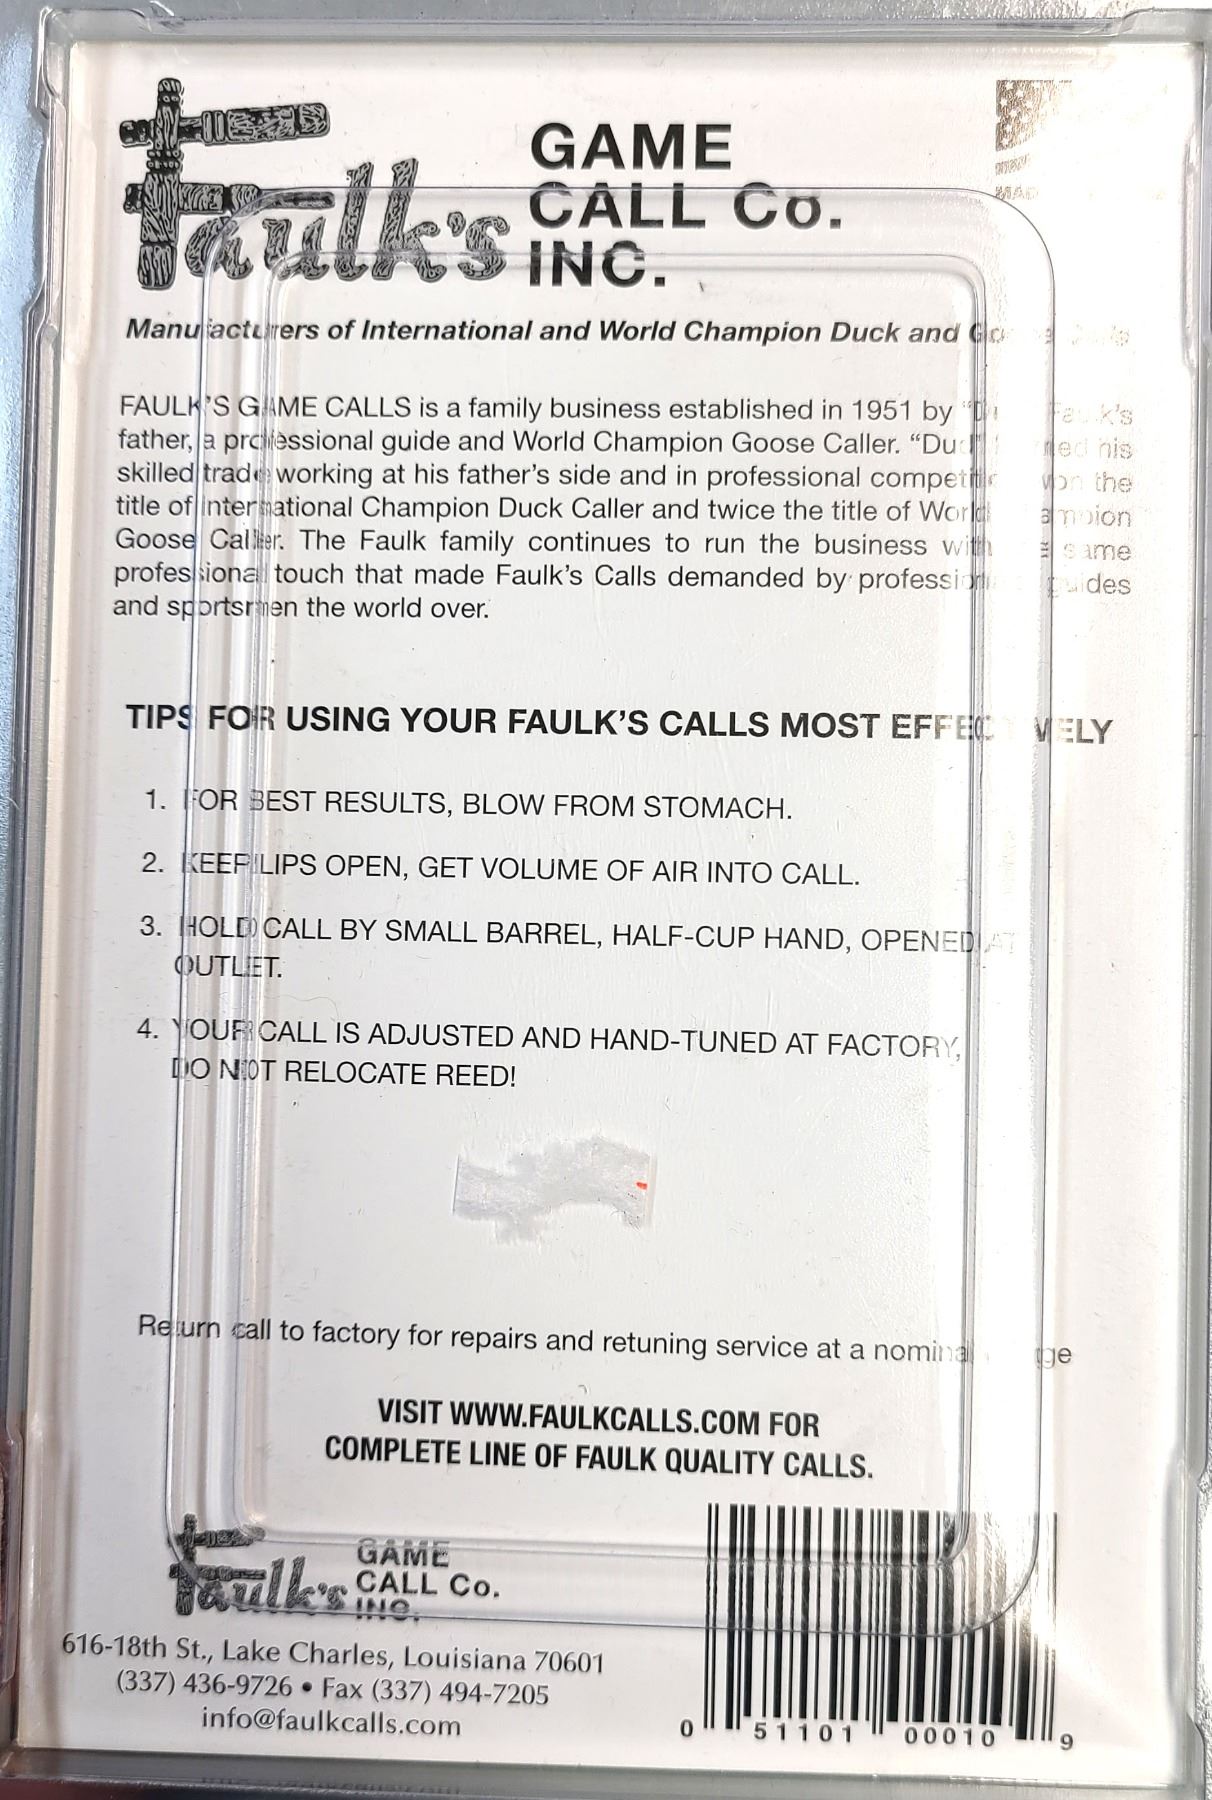 Faulk's
GAME
CALL Co.
INC.
Manufacturers of International and World Champion Duck and
FAULK'S GAME CALLS is a family business established in 1951 by Faulk's
father, a professional guide and World Champion Goose Caller. "Dud" his
skilled trade working at his father's side and in professional won the
title of International Champion Duck Caller and twice the title of World Champion
Goose Caller. The Faulk family continues to run the business with same
professional touch that made Faulk's Calls demanded by professional guides
and sportsmen the world over.
TIPS FOR USING YOUR FAULK'S CALLS MOST EFFECTIVELY
1. FOR BEST RESULTS, BLOW FROM STOMACH.
2. KEEP LIPS OPEN, GET VOLUME OF AIR INTO CALL.
3. HOLD CALL BY SMALL BARREL, HALF-CUP HAND, OPENED AT
OUTLET.
4. YOUR CALL IS ADJUSTED AND HAND-TUNED AT FACTORY,
DO NOT RELOCATE REED!
Return call to factory for repairs and retuning service at a nominal
VISIT WWW.FAULKCALLS.COM FOR
COMPLETE LINE OF FAULK QUALITY CALLS.
Faulk's
GAME
CALL Co.
INC.
616-18th St., Lake Charles, Louisiana 70601
(337) 436-9726 • Fax (337) 494-7205
info@faulkcalls.com
0 51101 00010 9